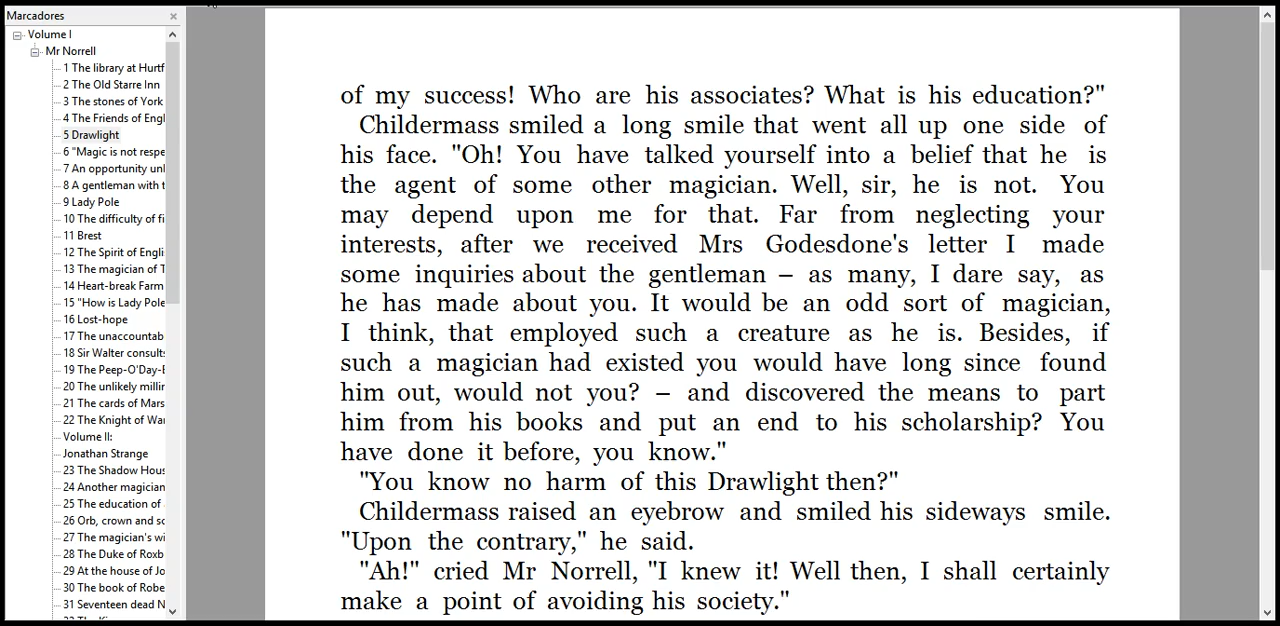 Marcadores
Volume I
Mr Norrell
1 The library at Hurtf
2 The Old Starre Inn
3 The stones of York
4 The Friends of Engl
5 Drawlight
6 "Magic is not respe
7 An opportunity unl
8 A gentleman with t
9 Lady Pole
10 The difficulty of fi
11 Brest
12 The Spirit of Engli
13 The magician of T
14 Heart-break Farm
15 "How is Lady Pole
16 Lost-hope
17 The unaccountab
18 Sir Walter consults
19 The Peep-O'Day-B
20 The unlikely millin
21 The cards of Mars
22 The Knight of War
Volume II:
Jonathan Strange
23 The Shadow Hous
24 Another magician
25 The education of
26 Orb, crown and sc
27 The magician's wi
28 The Duke of Roxb
29 At the house of Jo
30 The book of Robe
31 Seventeen dead N
of my success! Who are his associates? What is his education?"
Childermass smiled a long smile that went all up one side of
his face. "Oh! You have talked yourself into a belief that he is
the agent of some other magician. Well, sir, he is not. You
may depend upon me for that. Far from neglecting your
interests, after we received Mrs Godesdone's letter I made
some inquiries about the gentleman – as many, I dare say, as
he has made about you. It would be an odd sort of magician,
I think, that employed such a creature as he is. Besides, if
such a magician had existed you would have long since found
him out, would not you? – and discovered the means to part
him from his books and put an end to his scholarship? You
have done it before, you know."
"You know no harm of this Drawlight then?"
Childermass raised an eyebrow and smiled his sideways smile.
"Upon the contrary," he said.
"Ah!" cried Mr Norrell, "I knew it! Well then, I shall certainly
make a point of avoiding his society."